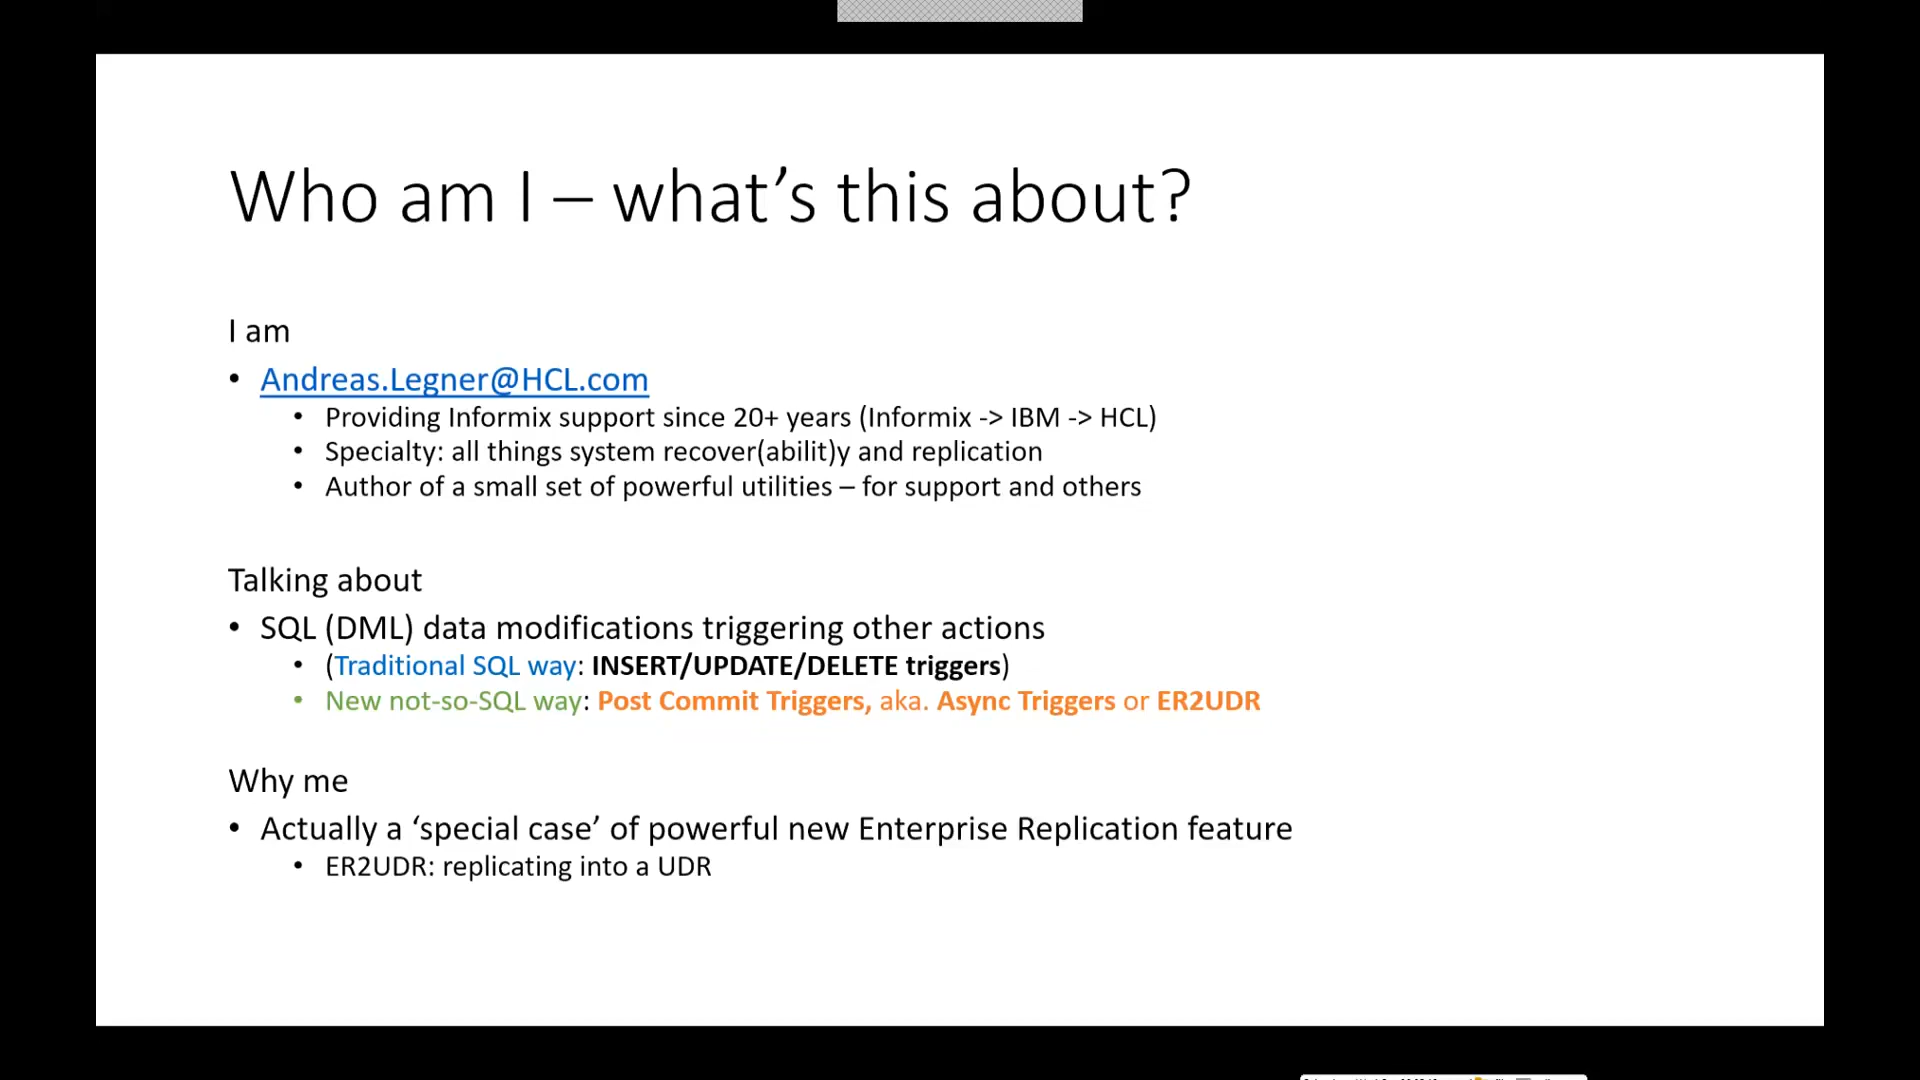 Who am I – what’s this about?
I am
• Andreas.Legner@HCL.com
• Providing Informix support since 20+ years (Informix -> IBM -> HCL)
• Specialty: all things system recover(abilit)y and replication
• Author of a small set of powerful utilities – for support and others
Talking about
• SQL (DML) data modifications triggering other actions
• (Traditional SQL way: INSERT/UPDATE/DELETE triggers)
• New not-so-SQL way: Post Commit Triggers, aka. Async Triggers or ER2UDR
Why me
• Actually a ‘special case’ of powerful new Enterprise Replication feature
• ER2UDR: replicating into a UDR